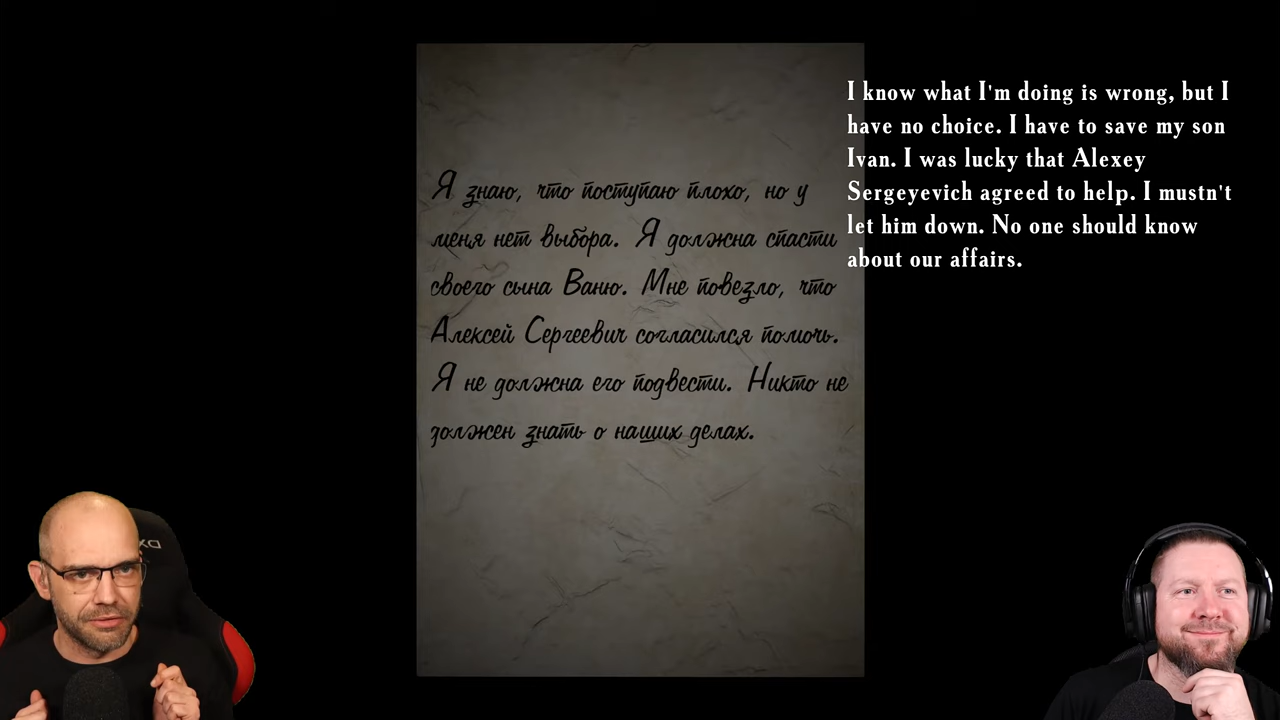 Я знаю, что поступаю плохо, но у
меня нет выбора. Я должна спасти
своего сына Ваню. Мне повезло, что
Алексей Сергеевич согласился помочь.
Я не должна его подвести. Никто не
должен знать о наших делах.
I know what I'm doing is wrong, but I
have no choice. I have to save my son
Ivan. I was lucky that Alexey
Sergeyevich agreed to help. I mustn't
let him down. No one should know
about our affairs.